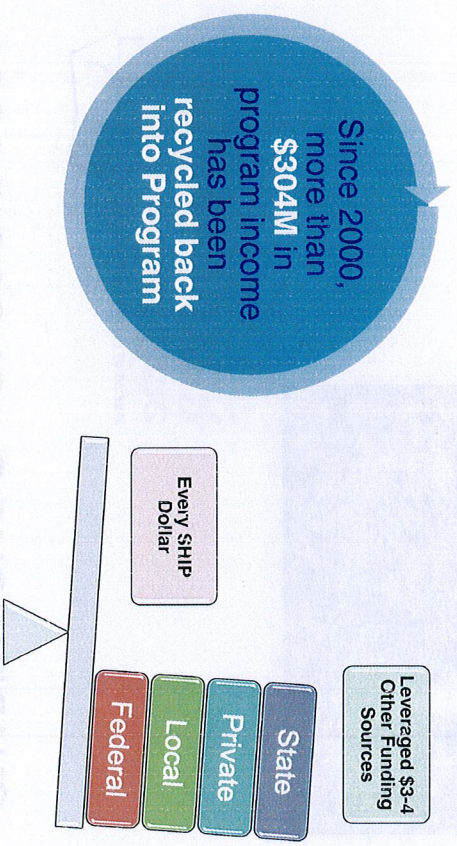 Since 2000,
more than
$304M in
program income
has been
recycled back
into Program
Every SHIP
Dollar
Leveraged $3-4
Other Funding
Sources
State
Private
Local
Federal